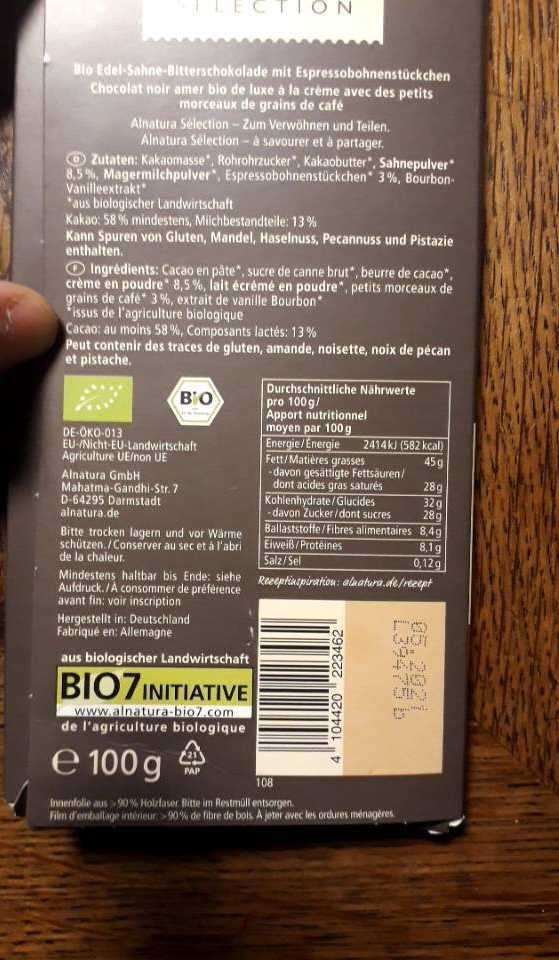 SELECTION
Bio Edel-Sahne-Bitterschokolade mit Espressobohnenstückchen
Chocolat noir amer bio de luxe à la crème avec des petits
morceaux de grains de café
Alnatura Sélection – Zum Verwöhnen und Teilen.
Alnatura Sélection – à savourer et à partager.
D Zutaten: Kakaomasse*, Rohrohrzucker*, Kakaobutter*, Sahnepulver*
8,5 %, Magermilchpulver*, Espressobohnenstückchen* 3 %, Bourbon-
Vanilleextrakt*
*aus biologischer Landwirtschaft
Kakao: 58 % mindestens, Milchbestandteile: 13 %
Kann Spuren von Gluten, Mandel, Haselnuss, Pecannuss und Pistazie
enthalten.
F Ingrédients: Cacao en pâte*, sucre de canne brut*, beurre de cacao*,
crème en poudre* 8,5 %, lait écrémé en poudre*, petits morceaux de
grains de café* 3 %, extrait de vanille Bourbon*
*issus de l'agriculture biologique
Cacao: au moins 58 %, Composants lactés: 13 %
Peut contenir des traces de gluten, amande, noisette, noix de pécan
et pistache.
BIO
DE-ÖKO-013
EU-/Nicht-EU-Landwirtschaft
Agriculture UE/non UE
Alnatura GmbH
Mahatma-Gandhi-Str. 7
D-64295 Darmstadt
alnatura.de
Bitte trocken lagern und vor Wärme
schützen./Conserver au sec et à l'abri
de la chaleur.
Mindestens haltbar bis Ende: siehe
Aufdruck./À consommer de préférence
avant fin: voir inscription
Hergestellt in: Deutschland
Fabriqué en: Allemagne
Durchschnittliche Nährwerte
pro 100 g/
Apport nutritionnel
moyen par 100 g
Energie/Énergie 2414 kJ (582 kcal)
Fett/Matières grasses 45 g
- davon gesättigte Fettsäuren/
dont acides gras saturés 28 g
Kohlenhydrate/Glucides 32 g
- davon Zucker/dont sucres 28 g
Ballaststoffe/Fibres alimentaires 8,4 g
Eiweiß/Protéines 8,1 g
Salz/Sel 0,12 g
Rezeptinspiration: alnatura.de/rezept
aus biologischer Landwirtschaft
BIO7 INITIATIVE
www.alnatura-bio7.com
de l'agriculture biologique
e 100 g
21
PAP
4 104420 223462
05.2021
L39475 b
108
Innenfolie aus >90 % Holzfaser. Bitte im Restmüll entsorgen.
Film d'emballage intérieur: >90 % de fibre de bois. À jeter avec les ordures ménagères.